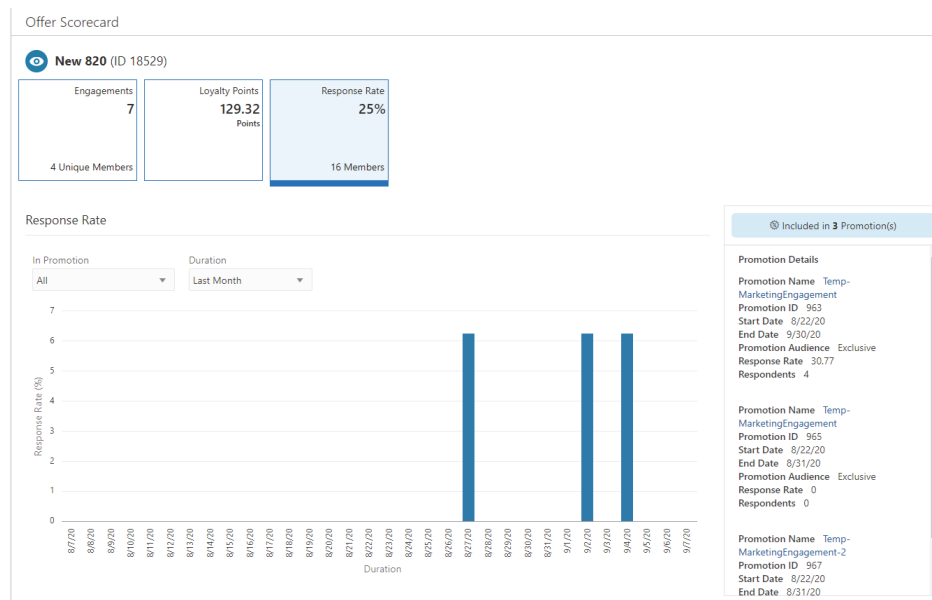 Offer Scorecard
New 820 (ID 18529)
Engagements
7
4 Unique Members
Loyalty Points
129.32
Points
Response Rate
25%
16 Members
Response Rate
In Promotion
All
Duration
Last Month
7
6
5
4
3
2
1
0
Response Rate (%)
8/7/20
8/8/20
8/9/20
8/10/20
8/11/20
8/12/20
8/13/20
8/14/20
8/15/20
8/16/20
8/17/20
8/18/20
8/19/20
8/20/20
8/21/20
8/22/20
8/23/20
8/24/20
8/25/20
8/26/20
8/27/20
8/28/20
8/29/20
8/30/20
8/31/20
9/1/20
9/2/20
9/3/20
9/4/20
9/5/20
9/6/20
9/7/20
Duration
Included in 3 Promotion(s)
Promotion Details
Promotion Name Temp-
MarketingEngagement
Promotion ID 963
Start Date 8/22/20
End Date 9/30/20
Promotion Audience Exclusive
Response Rate 30.77
Respondents 4
Promotion Name Temp-
MarketingEngagement
Promotion ID 965
Start Date 8/22/20
End Date 8/31/20
Promotion Audience Exclusive
Response Rate 0
Respondents 0
Promotion Name Temp-
MarketingEngagement-2
Promotion ID 967
Start Date 8/22/20
End Date 8/31/20